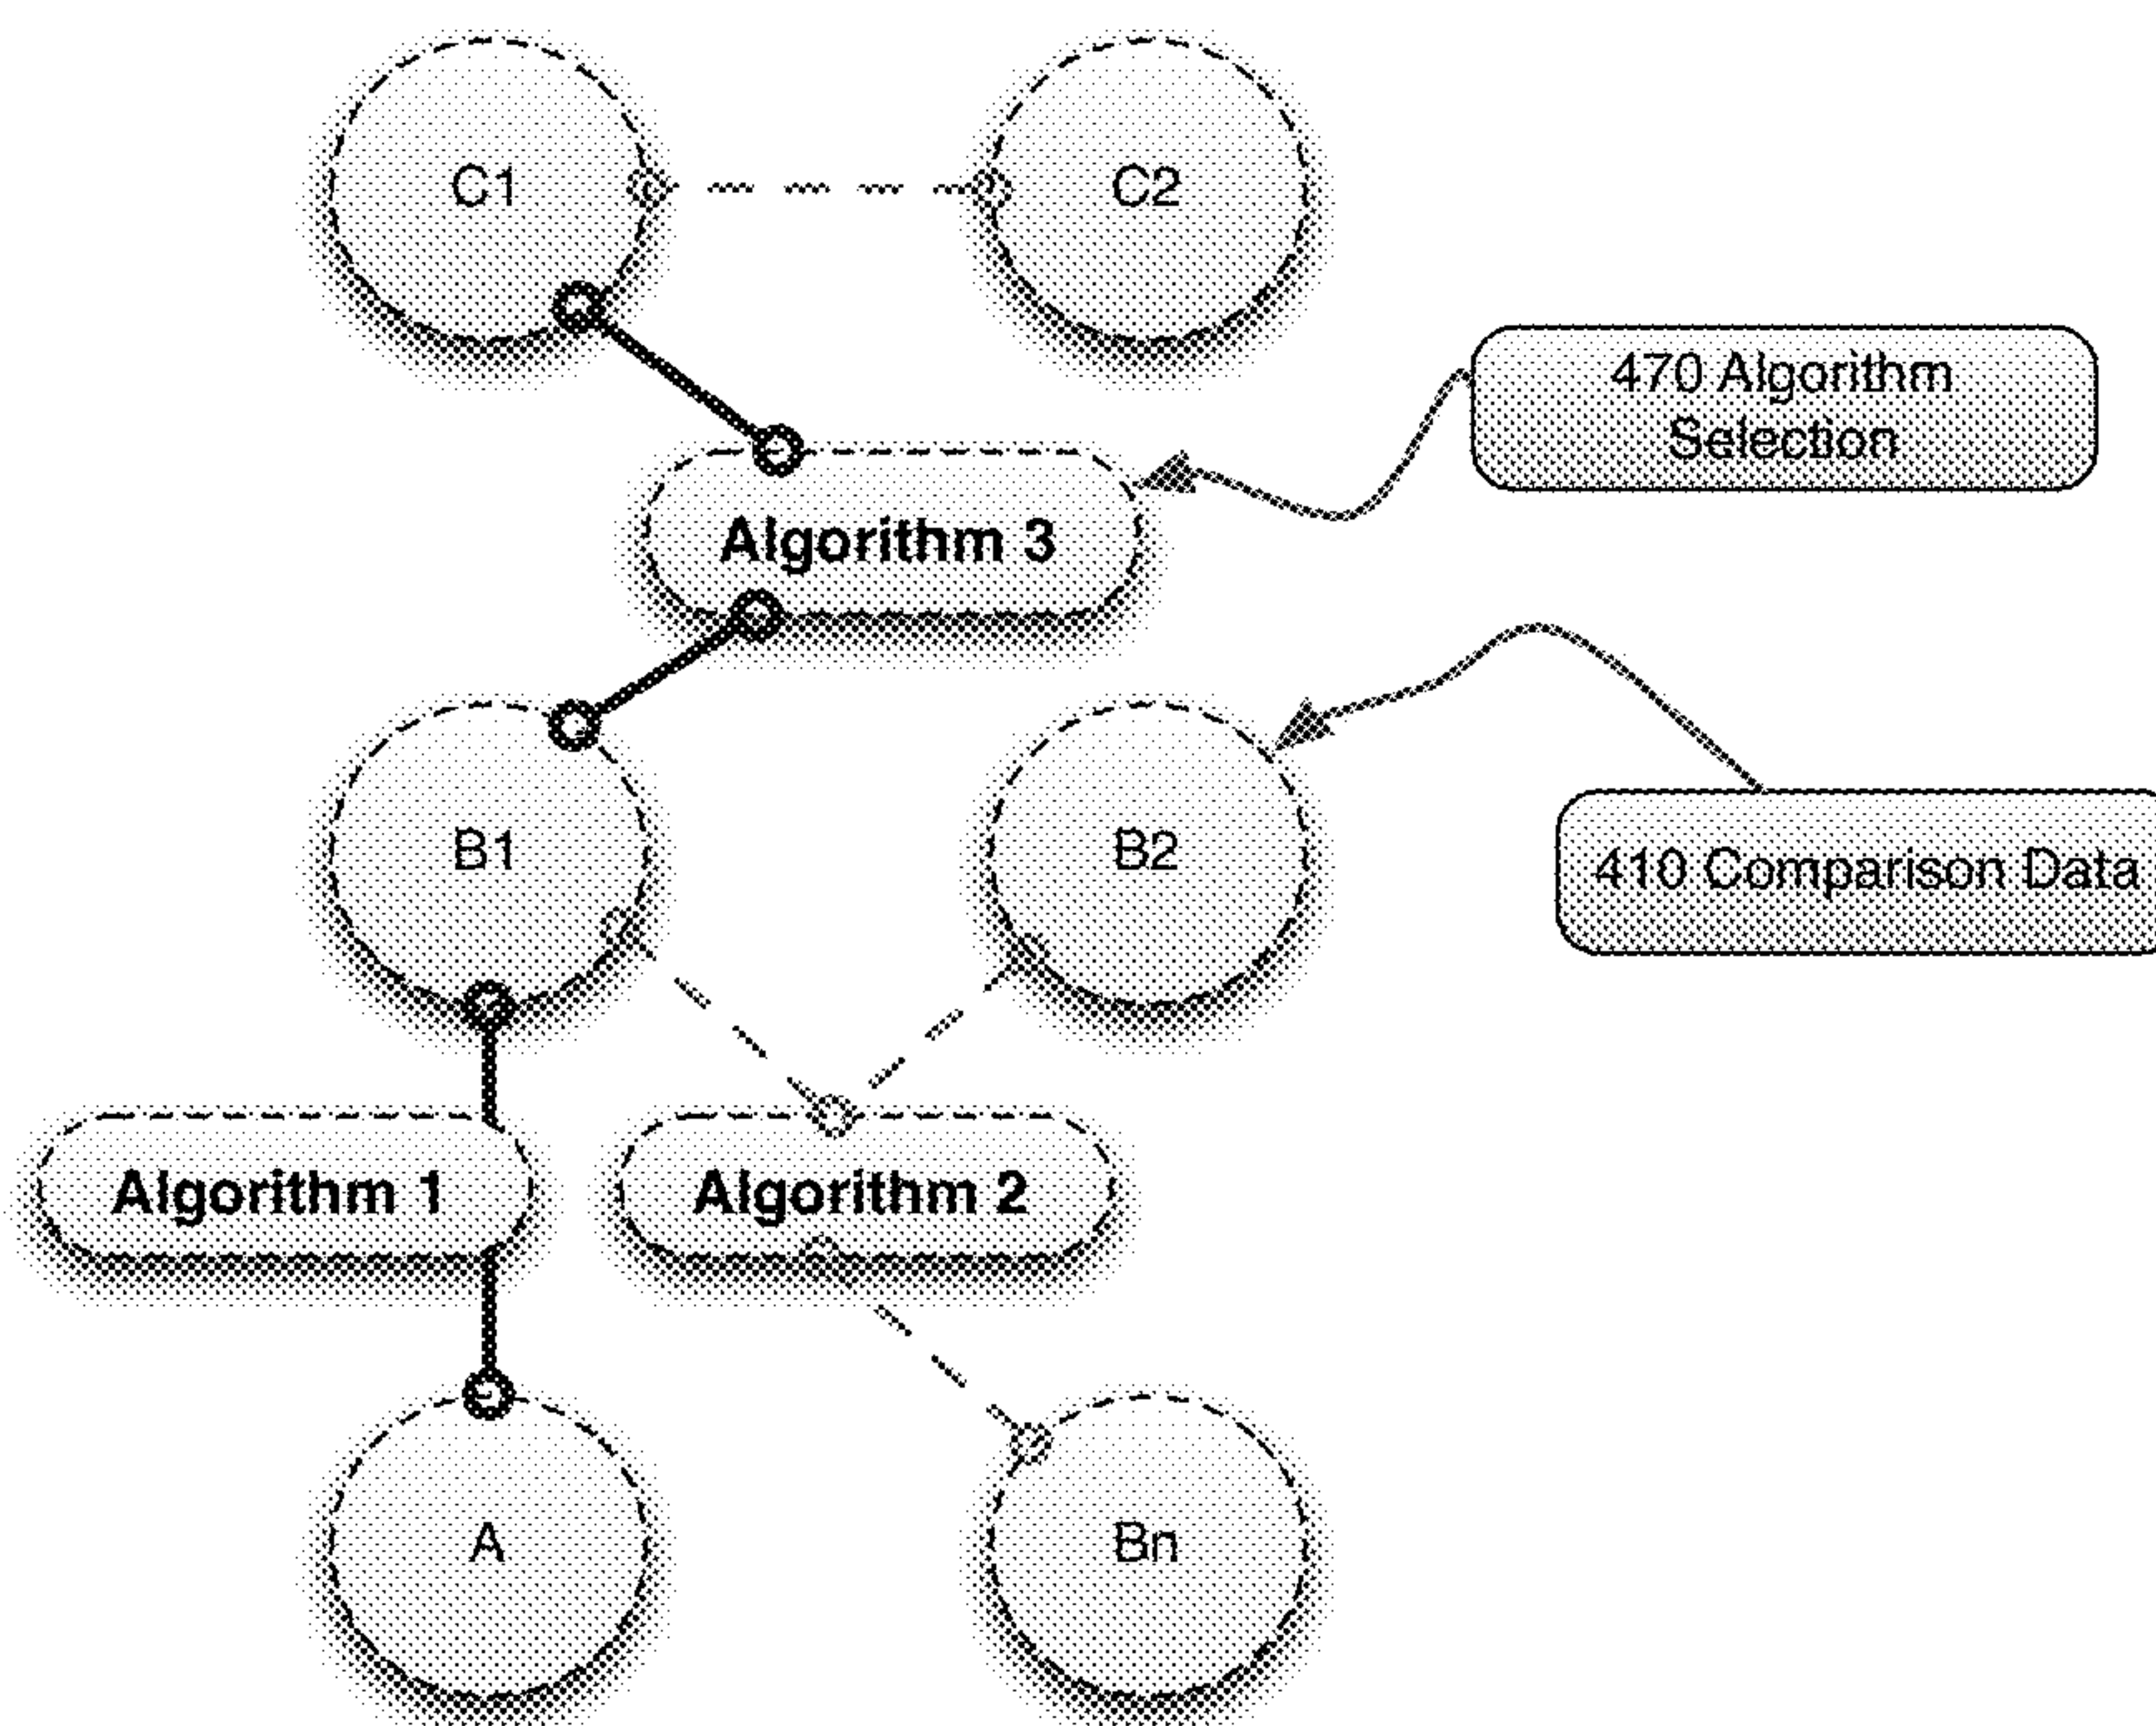 C1
C2
470 Algorithm
Selection
Algorithm 3
B1
B2
410 Comparison Data
Algorithm 1
Algorithm 2
A
Bn